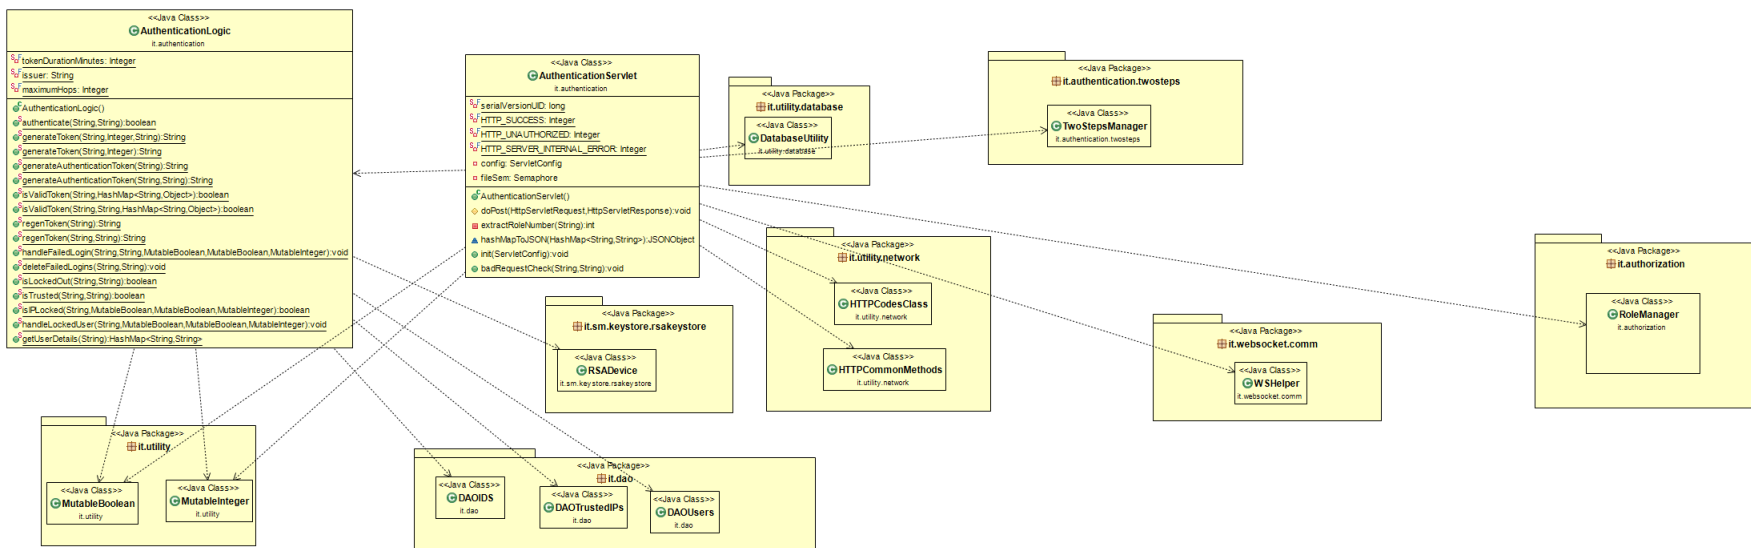 <<Java Class>>
AuthenticationLogic
it.authentication
tokenDurationMinutes: Integer
issuer: String
maximumHops: Integer
AuthenticationLogic()
authenticate(String,String):boolean
generateToken(String,Integer,String):String
generateToken(String,Integer):String
generateAuthenticationToken(String):String
generateAuthenticationToken(String,String):String
isValidToken(String,HashMap<String,Object>):boolean
isValidToken(String,String,HashMap<String,Object>):boolean
regenToken(String):String
regenToken(String,String):String
handleFailedLogin(String,String,MutableBoolean,MutableBoolean,MutableInteger):void
deleteFailedLogins(String,String):void
isLockedOut(String,String):boolean
isTrusted(String,String):boolean
isIPLocked(String,MutableBoolean,MutableBoolean,MutableInteger):boolean
handleLockedUser(String,MutableBoolean,MutableBoolean,MutableInteger):void
getUserDetails(String):HashMap<String,String>
<<Java Class>>
AuthenticationServlet
it.authentication
serialVersionUID: long
HTTP_SUCCESS: Integer
HTTP_UNAUTHORIZED: Integer
HTTP_SERVER_INTERNAL_ERROR: Integer
config: ServletConfig
fileSem: Semaphore
AuthenticationServlet()
doPost(HttpServletRequest,HttpServletResponse):void
extractRoleNumber(String):int
hashMapToJSON(HashMap<String,String>):JSONObject
init(ServletConfig):void
badRequestCheck(String,String):void
<<Java Package>>
it.utility.database
<<Java Class>>
DatabaseUtility
it.utility.database
<<Java Package>>
it.authentication.twosteps
<<Java Class>>
TwoStepsManager
it.authentication.twosteps
<<Java Package>>
it.utility.network
<<Java Class>>
HTTPCodesClass
it.utility.network
<<Java Class>>
HTTPCommonMethods
it.utility.network
<<Java Package>>
it.authorization
<<Java Class>>
RoleManager
it.authorization
<<Java Package>>
it.sm.keystore.rsakeystore
<<Java Class>>
RSADevice
it.sm.keystore.rsakeystore
<<Java Package>>
it.websocket.comm
<<Java Class>>
WSHelper
it.websocket.comm
<<Java Package>>
it.utility
<<Java Class>>
MutableBoolean
it.utility
<<Java Class>>
MutableInteger
it.utility
<<Java Package>>
it.dao
<<Java Class>>
DAOIDS
it.dao
<<Java Class>>
DAOTrustedIPs
it.dao
<<Java Class>>
DAOUsers
it.dao